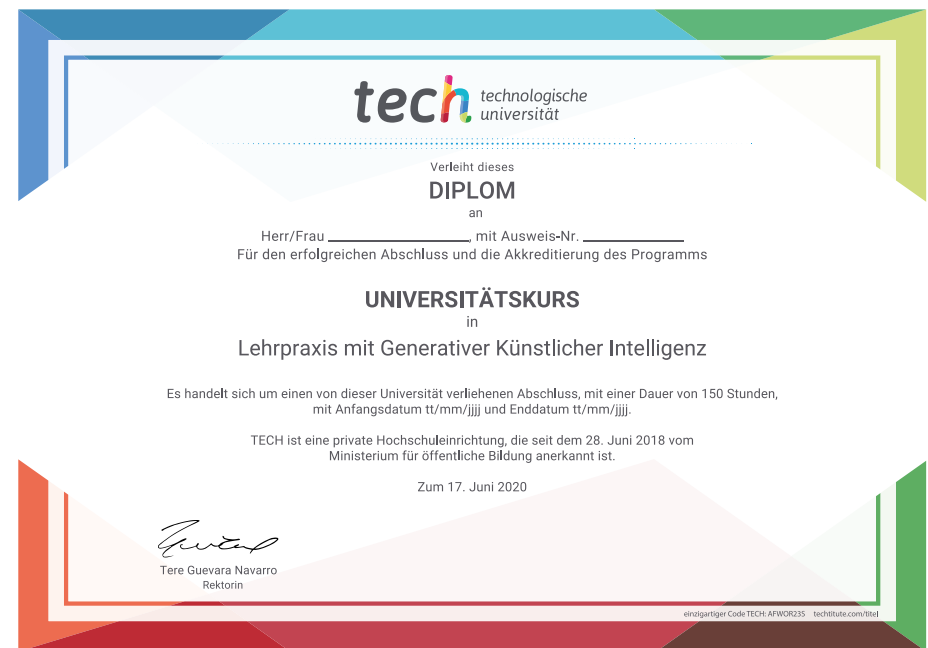 tech technologische
universität
Verleiht dieses
DIPLOM
an
Herr/Frau ____________, mit Ausweis-Nr. ____________
Für den erfolgreichen Abschluss und die Akkreditierung des Programms
UNIVERSITÄTSKURS
in
Lehrpraxis mit Generativer Künstlicher Intelligenz
Es handelt sich um einen von dieser Universität verliehenen Abschluss, mit einer Dauer von 150 Stunden,
mit Anfangsdatum tt/mm/jjjj und Enddatum tt/mm/jjjj.
TECH ist eine private Hochschuleinrichtung, die seit dem 28. Juni 2018 vom
Ministerium für öffentliche Bildung anerkannt ist.
Zum 17. Juni 2020
Tere Guevara Navarro
Rektorin
einzigartiger Code TECH: AFWOR23S techtitute.com/titel